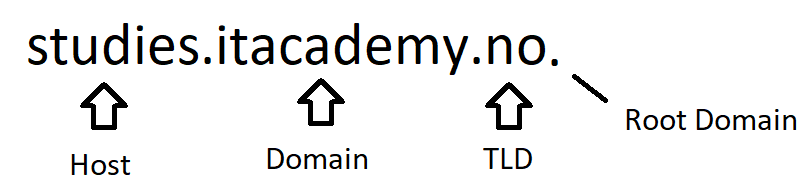 studies.itacademy.no.
Root Domain
Host
Domain
TLD